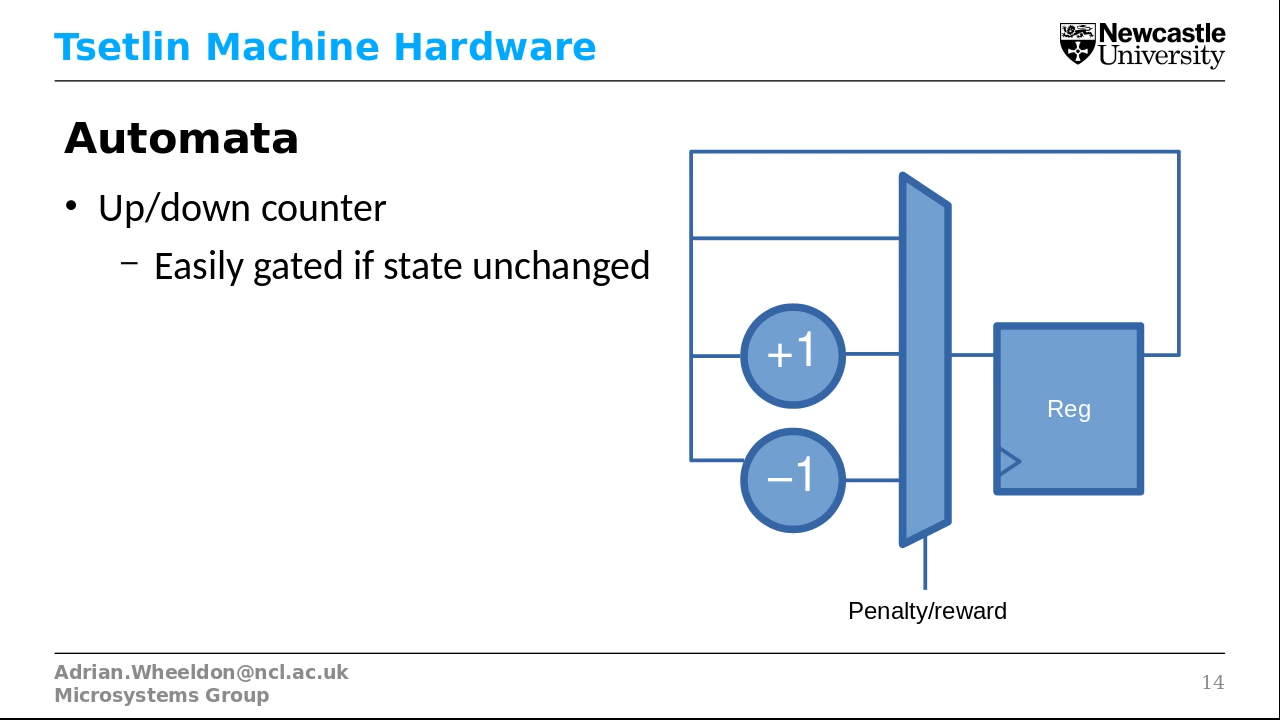 Tsetlin Machine Hardware
Newcastle
University
Automata
• Up/down counter
– Easily gated if state unchanged
+1
Reg
–1
Penalty/reward
Adrian.Wheeldon@ncl.ac.uk
Microsystems Group
14